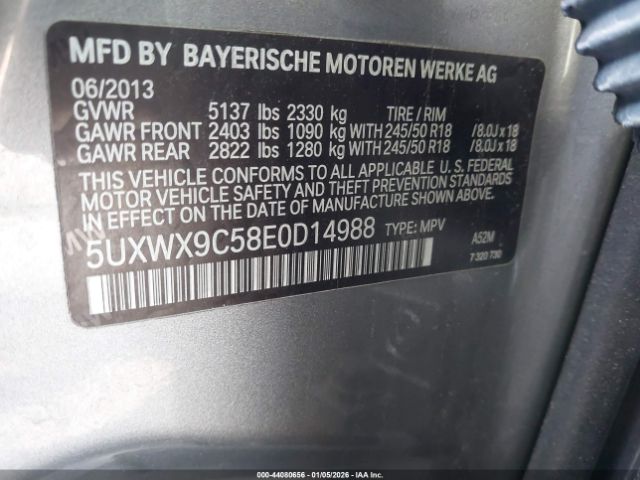 MFD BY BAYERISCHE MOTOREN WERKE AG
06/2013
GVWR 5137 lbs 2330 kg TIRE / RIM
GAWR FRONT 2403 lbs 1090 kg WITH 245/50 R18 /8.0J x 18
GAWR REAR 2822 lbs 1280 kg WITH 245/50 R18 /8.0J x 18
THIS VEHICLE CONFORMS TO ALL APPLICABLE U. S. FEDERAL
MOTOR VEHICLE SAFETY AND THEFT PREVENTION STANDARDS
IN EFFECT ON THE DATE OF MANUFACTURE SHOWN ABOVE.
5UXWX9C58E0D14988 TYPE: MPV A52M
7 320 730
000-44080656 | 01/05/2026 - IAA, Inc.